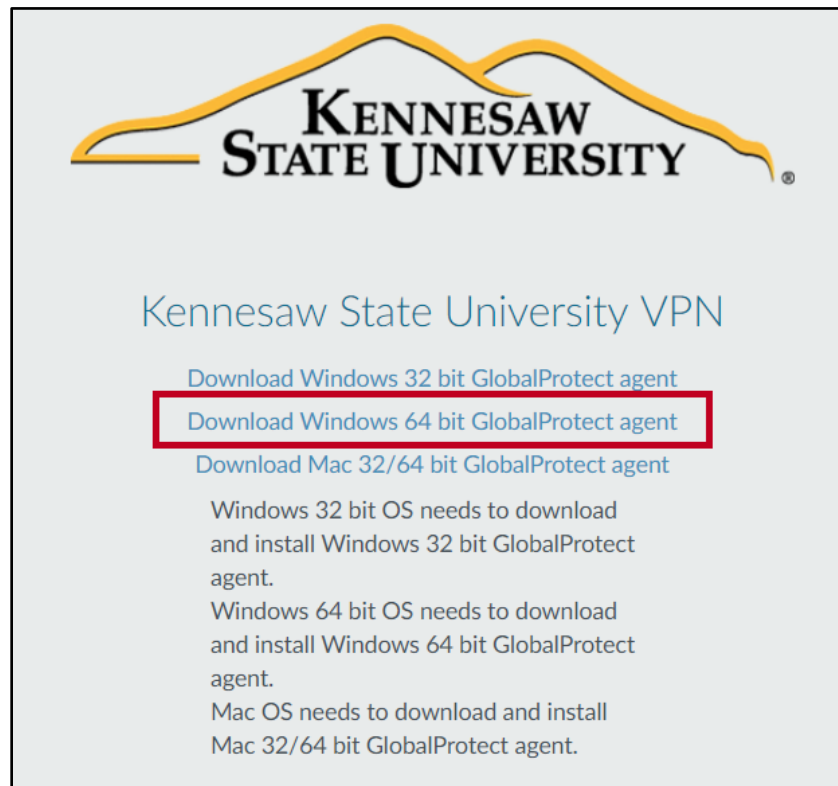 KENNESAW
STATE UNIVERSITY ®
Kennesaw State University VPN
Download Windows 32 bit GlobalProtect agent
Download Windows 64 bit GlobalProtect agent
Download Mac 32/64 bit GlobalProtect agent
Windows 32 bit OS needs to download
and install Windows 32 bit GlobalProtect
agent.
Windows 64 bit OS needs to download
and install Windows 64 bit GlobalProtect
agent.
Mac OS needs to download and install
Mac 32/64 bit GlobalProtect agent.